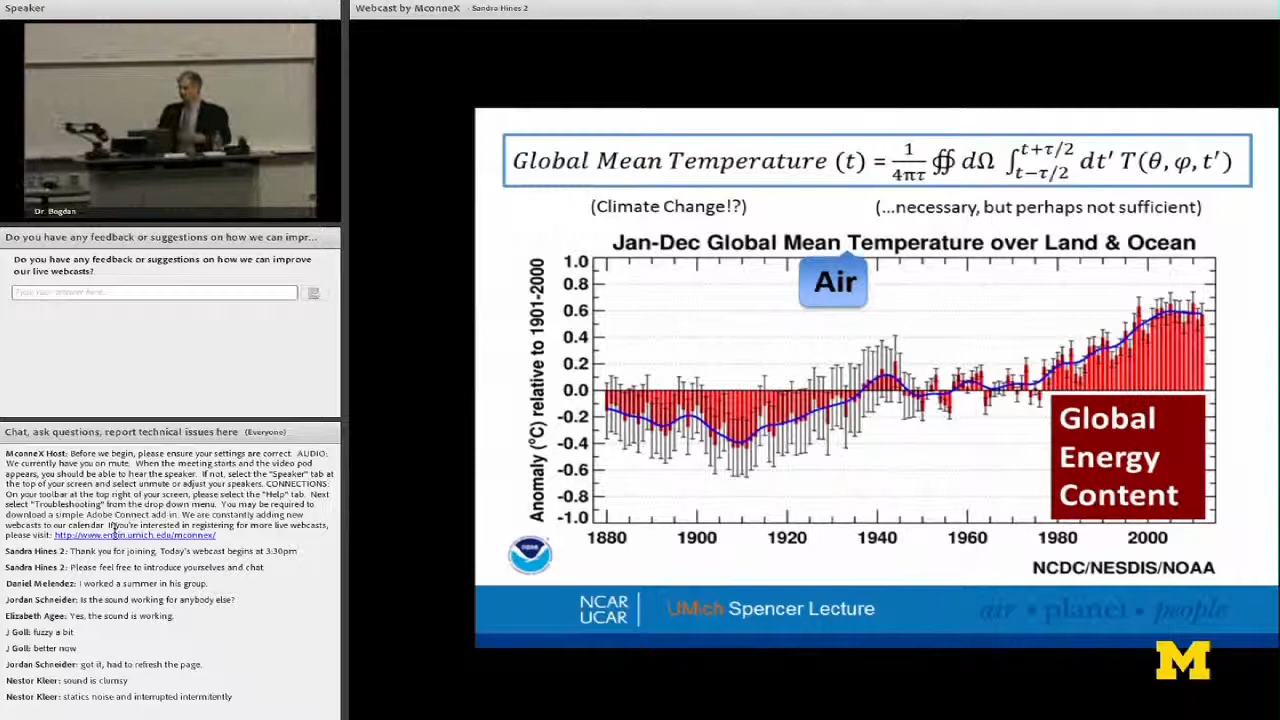 Speaker
Webcast by MconneX - Sandra Hines 2
Dr. Bogdan
Do you have any feedback or suggestions on how we can impr...
Do you have any feedback or suggestions on how we can improve
our live webcasts?
Type your answer here...
Chat, ask questions, report technical issues here (Everyone)
MconneX Host: Before we begin, please ensure your settings are correct. AUDIO:
We currently have you on mute. When the meeting starts and the video pod
appears, you should be able to hear the speaker. If not, select the "Speaker" tab at
the top of your screen and select unmute or adjust your speakers. CONNECTIONS:
On your toolbar at the top right of your screen, please select the "Help" tab. Next
select "Troubleshooting" from the drop down menu. You may be required to
download a simple Adobe Connect add-in. We are constantly adding new
webcasts to our calendar. If you're interested in registering for more live webcasts,
please visit: http://www.engin.umich.edu/mconnex/
Sandra Hines 2: Thank you for joining. Today's webcast begins at 3:30pm
Sandra Hines 2: Please feel free to introduce yourselves and chat
Daniel Melendez: I worked a summer in his group.
Jordan Schneider: Is the sound working for anybody else?
Elizabeth Agee: Yes, the sound is working.
J Goll: fuzzy a bit
J Goll: better now
Jordan Schneider: got it, had to refresh the page.
Nestor Kleer: sound is clumsy
Nestor Kleer: statics noise and interrupted intermitently
Global Mean Temperature (t) = 1/4πτ ∯ dΩ ∫_{t−τ/2}^{t+τ/2} dt′ T(θ, φ, t′)
(Climate Change!?) (...necessary, but perhaps not sufficient)
Jan-Dec Global Mean Temperature over Land & Ocean
Air
Anomaly (°C) relative to 1901-2000
1.0
0.8
0.6
0.4
0.2
0.0
-0.2
-0.4
-0.6
-0.8
-1.0
1880 1900 1920 1940 1960 1980 2000
Global
Energy
Content
NCDC/NESDIS/NOAA
NCAR
UCAR
UMich Spencer Lecture
air • planet • people
M